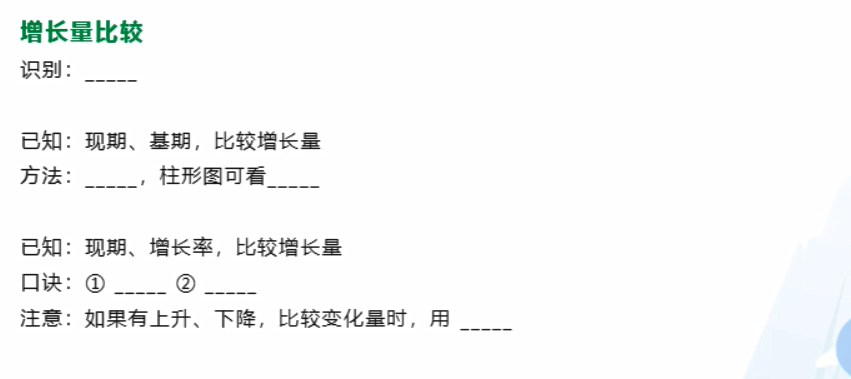 增长量比较
识别：_____
已知：现期、基期，比较增长量
方法：_____，柱形图可看_____
已知：现期、增长率，比较增长量
口诀：① _____ ② _____
注意：如果有上升、下降，比较变化量时，用 _____